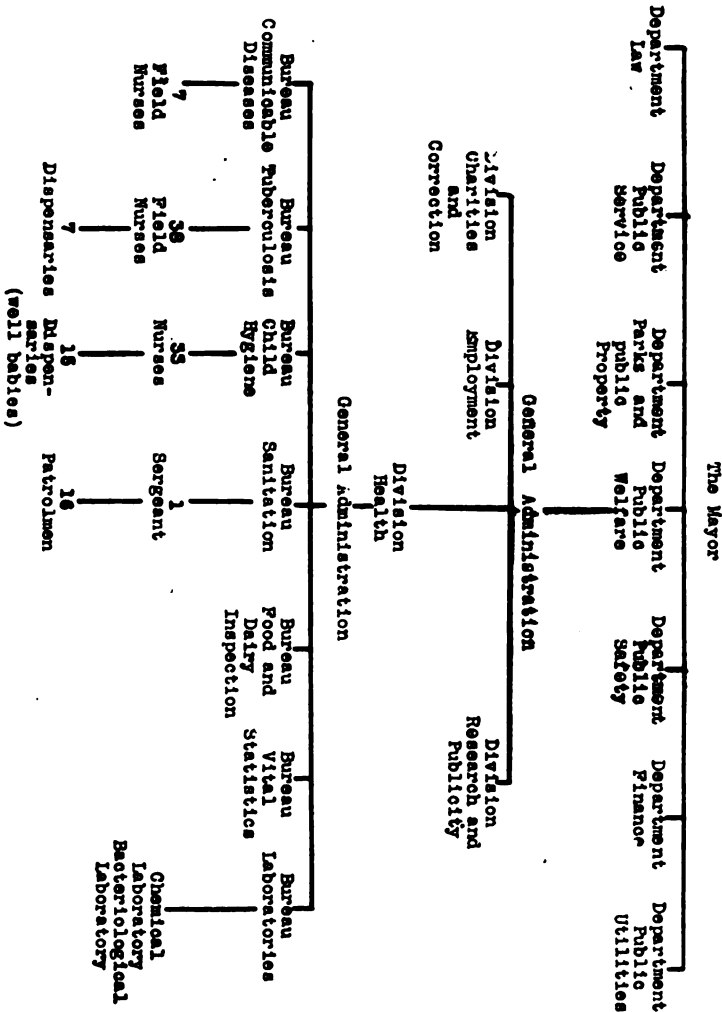 The Mayor
Department
Law
Department
Public
Service
Department
Parks and
public
Property
Department
Public
Welfare
Department
Public
Safety
Department
Finance
Department
Public
Utilities
General Administration
Division
Charities
and
Correction
Division
Employment
Division
Health
Division
Research and
Publicity
General Administration
Bureau
Communicable
Diseases
Bureau
Tuberculosis
Bureau
Child
Hygiene
Bureau
Sanitation
Bureau
Food and
Dairy
Inspection
Bureau
Vital
Statistics
Bureau
Laboratories
7
Field
Nurses
38
Field
Nurses
33
Nurses
1
Sergeant
Chemical
Laboratory
Bacteriological
Laboratory
7
Dispensaries
15
Dispen-
saries
(well babies)
16
Patrolmen